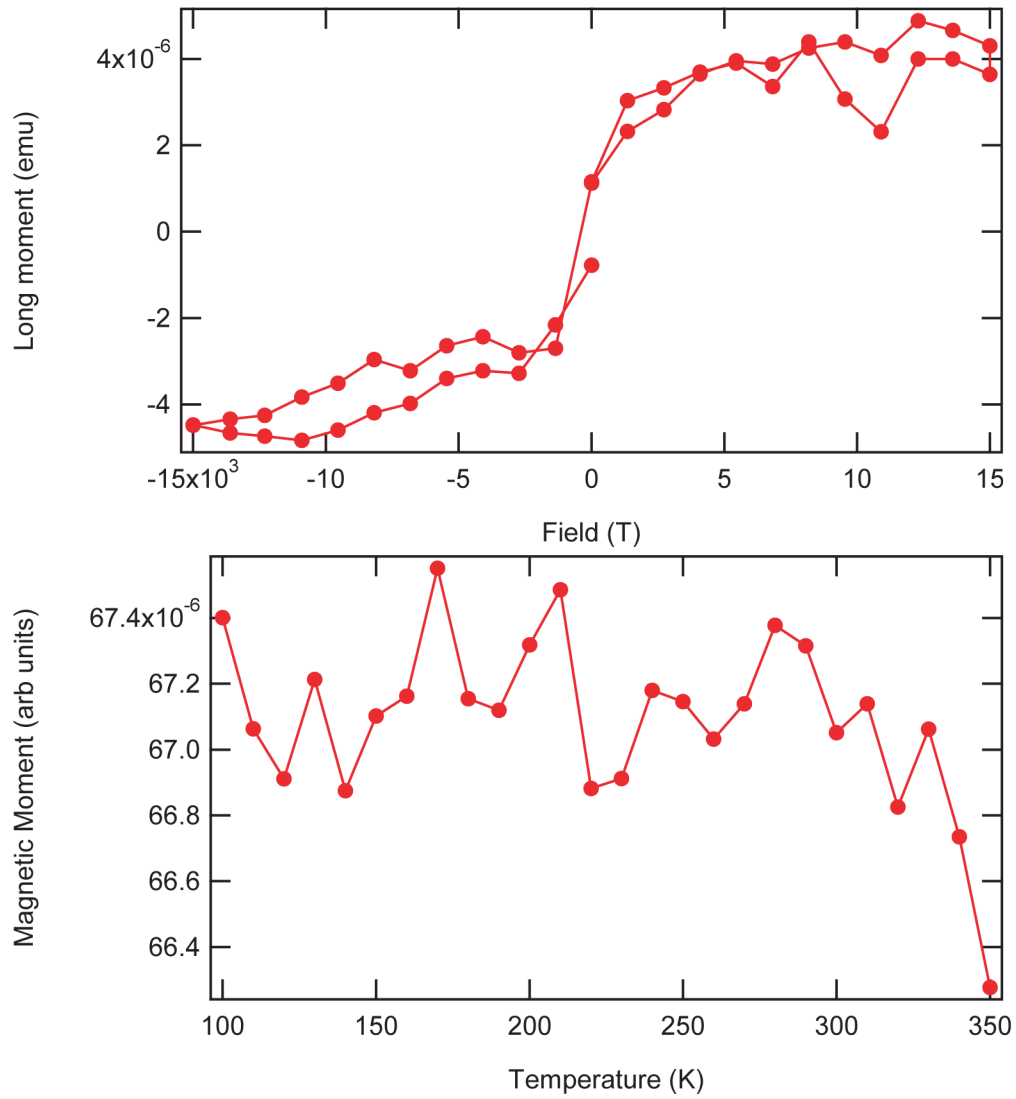 Long moment (emu)
4x10^-6
2
0
-2
-4
-15x10^3 -10 -5 0 5 10 15
Field (T)
Magnetic Moment (arb units)
67.4x10^-6
67.2
67.0
66.8
66.6
66.4
100 150 200 250 300 350
Temperature (K)